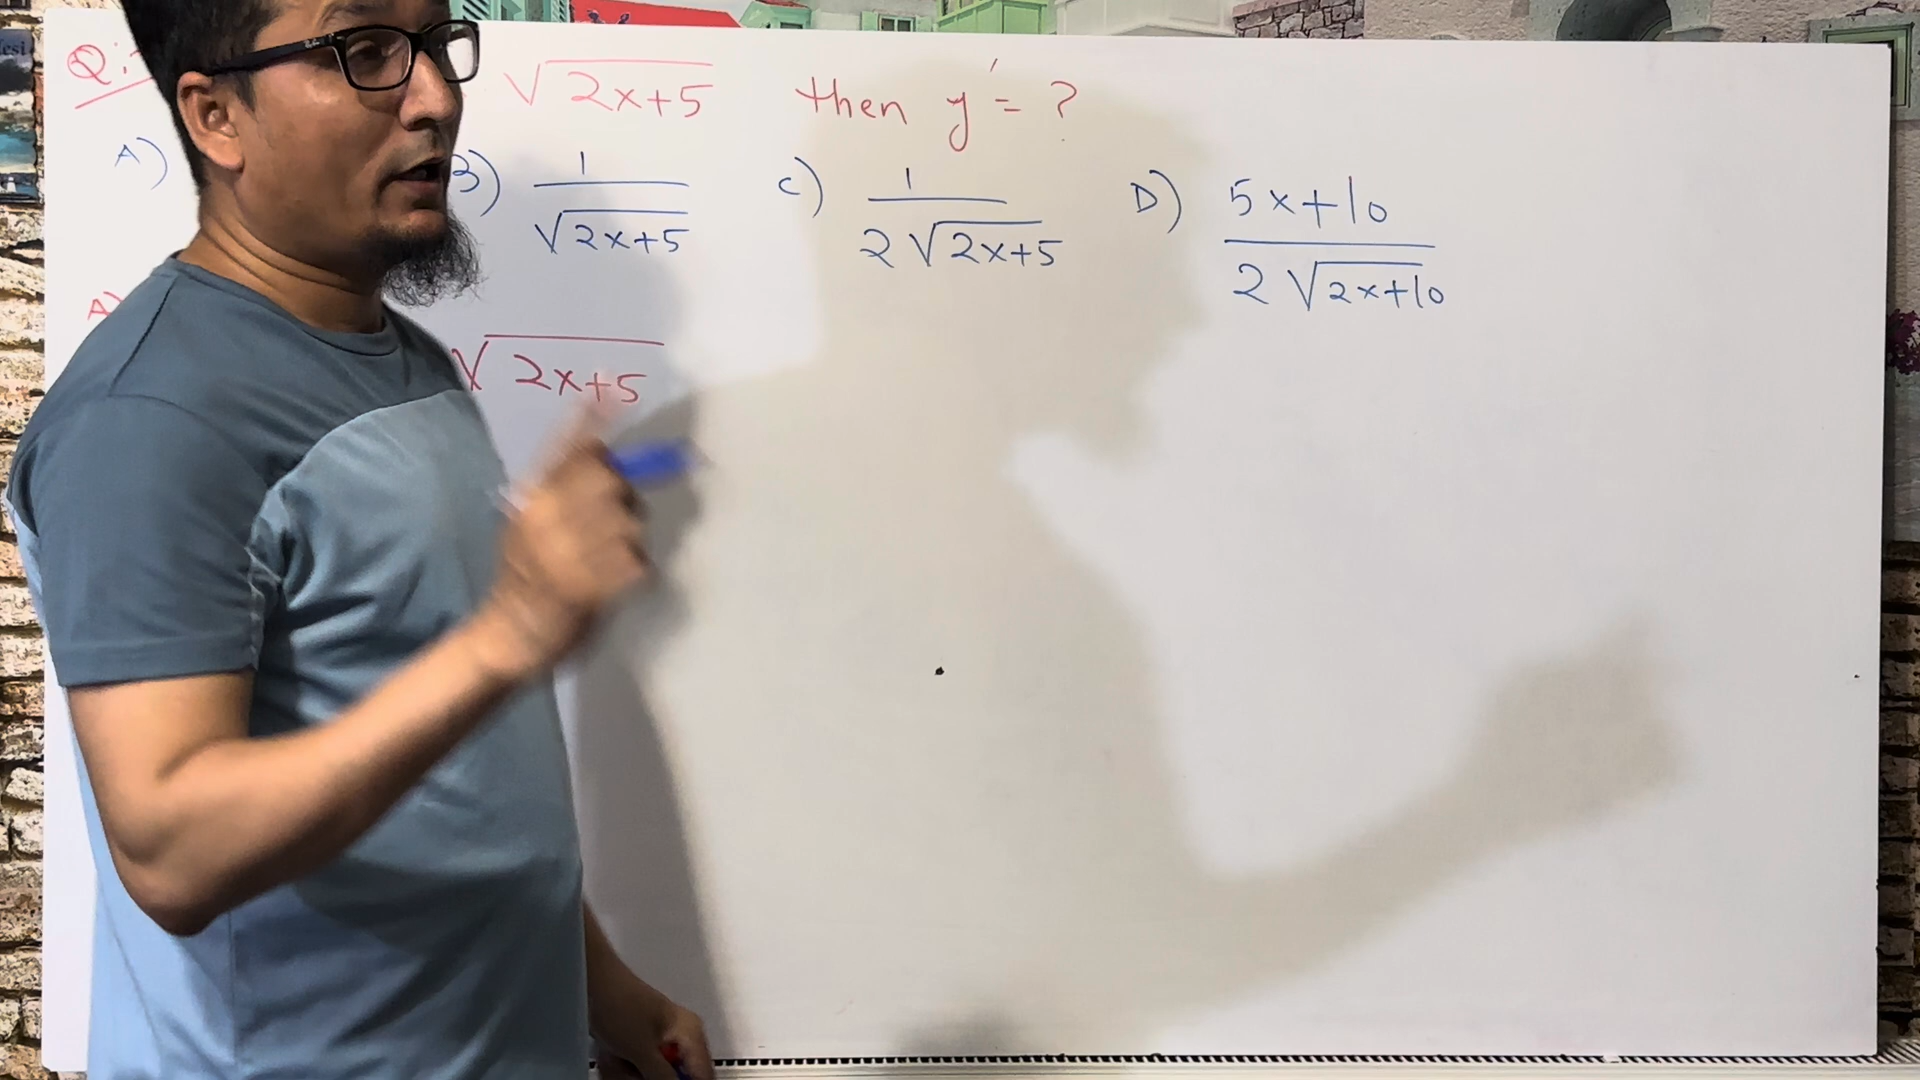 Q: √2x+5 then y' = ?
A) B) 1/√2x+5 C) 1/2√2x+5 D) 5x+10/2√2x+10
A) √2x+5